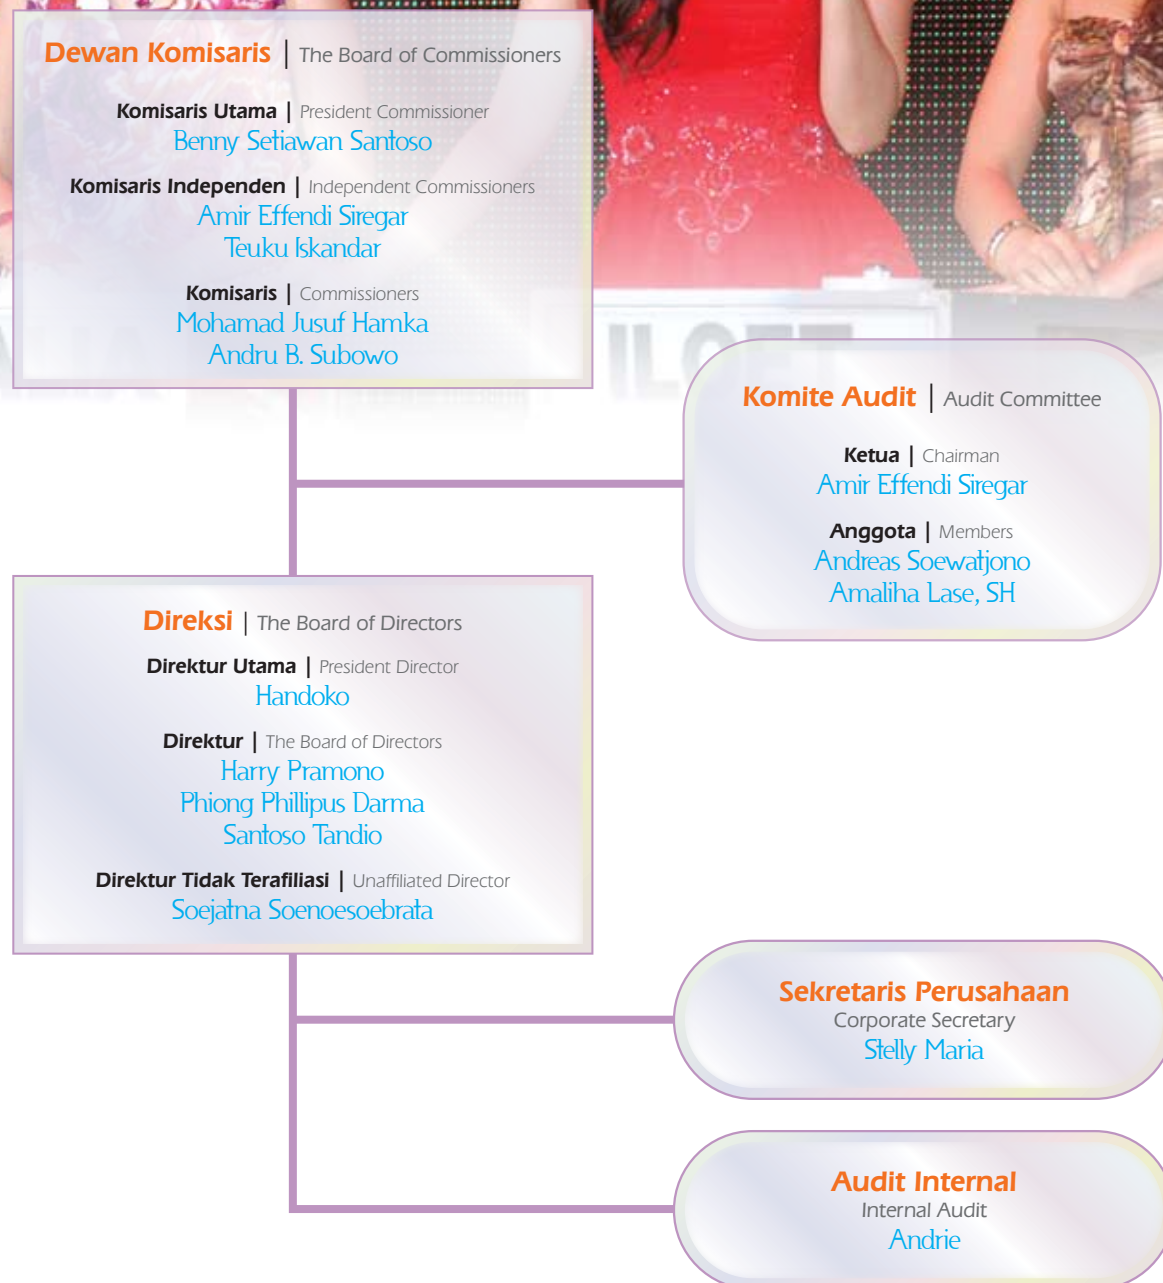 Dewan Komisaris | The Board of Commissioners
Komisaris Utama | President Commissioner
Benny Setiawan Santoso
Komisaris Independen | Independent Commissioners
Amir Effendi Siregar
Teuku Iskandar
Komisaris | Commissioners
Mohamad Jusuf Hamka
Andru B. Subowo
Komite Audit | Audit Committee
Ketua | Chairman
Amir Effendi Siregar
Anggota | Members
Andreas Soewatjono
Amaliha Lase, SH
Direksi | The Board of Directors
Direktur Utama | President Director
Handoko
Direktur | The Board of Directors
Harry Pramono
Phiong Phillipus Darma
Santoso Tandio
Direktur Tidak Terafiliasi | Unaffiliated Director
Soejatna Soenoesoebrata
Sekretaris Perusahaan
Corporate Secretary
Stelly Maria
Audit Internal
Internal Audit
Andrie